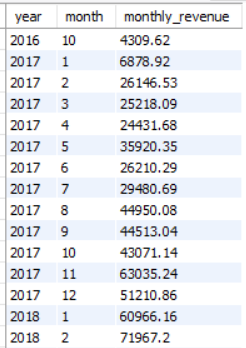 year month monthly_revenue
2016 10 4309.62
2017 1 6878.92
2017 2 26146.53
2017 3 25218.09
2017 4 24431.68
2017 5 35920.35
2017 6 26210.29
2017 7 29480.69
2017 8 44950.08
2017 9 44513.04
2017 10 43071.14
2017 11 63035.24
2017 12 51210.86
2018 1 60966.16
2018 2 71967.2